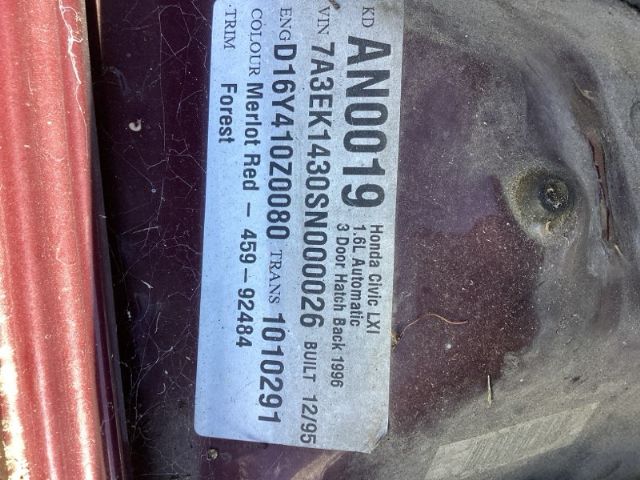 KD AN0019 Honda Civic LXI
1.6L Automatic
3 Door Hatch Back 1996
VIN 7A3EK1430SN000026 BUILT 12/95
ENG D16Y410Z0080 TRANS 1010291
COLOUR Merlot Red - 459-92484
TRIM Forest